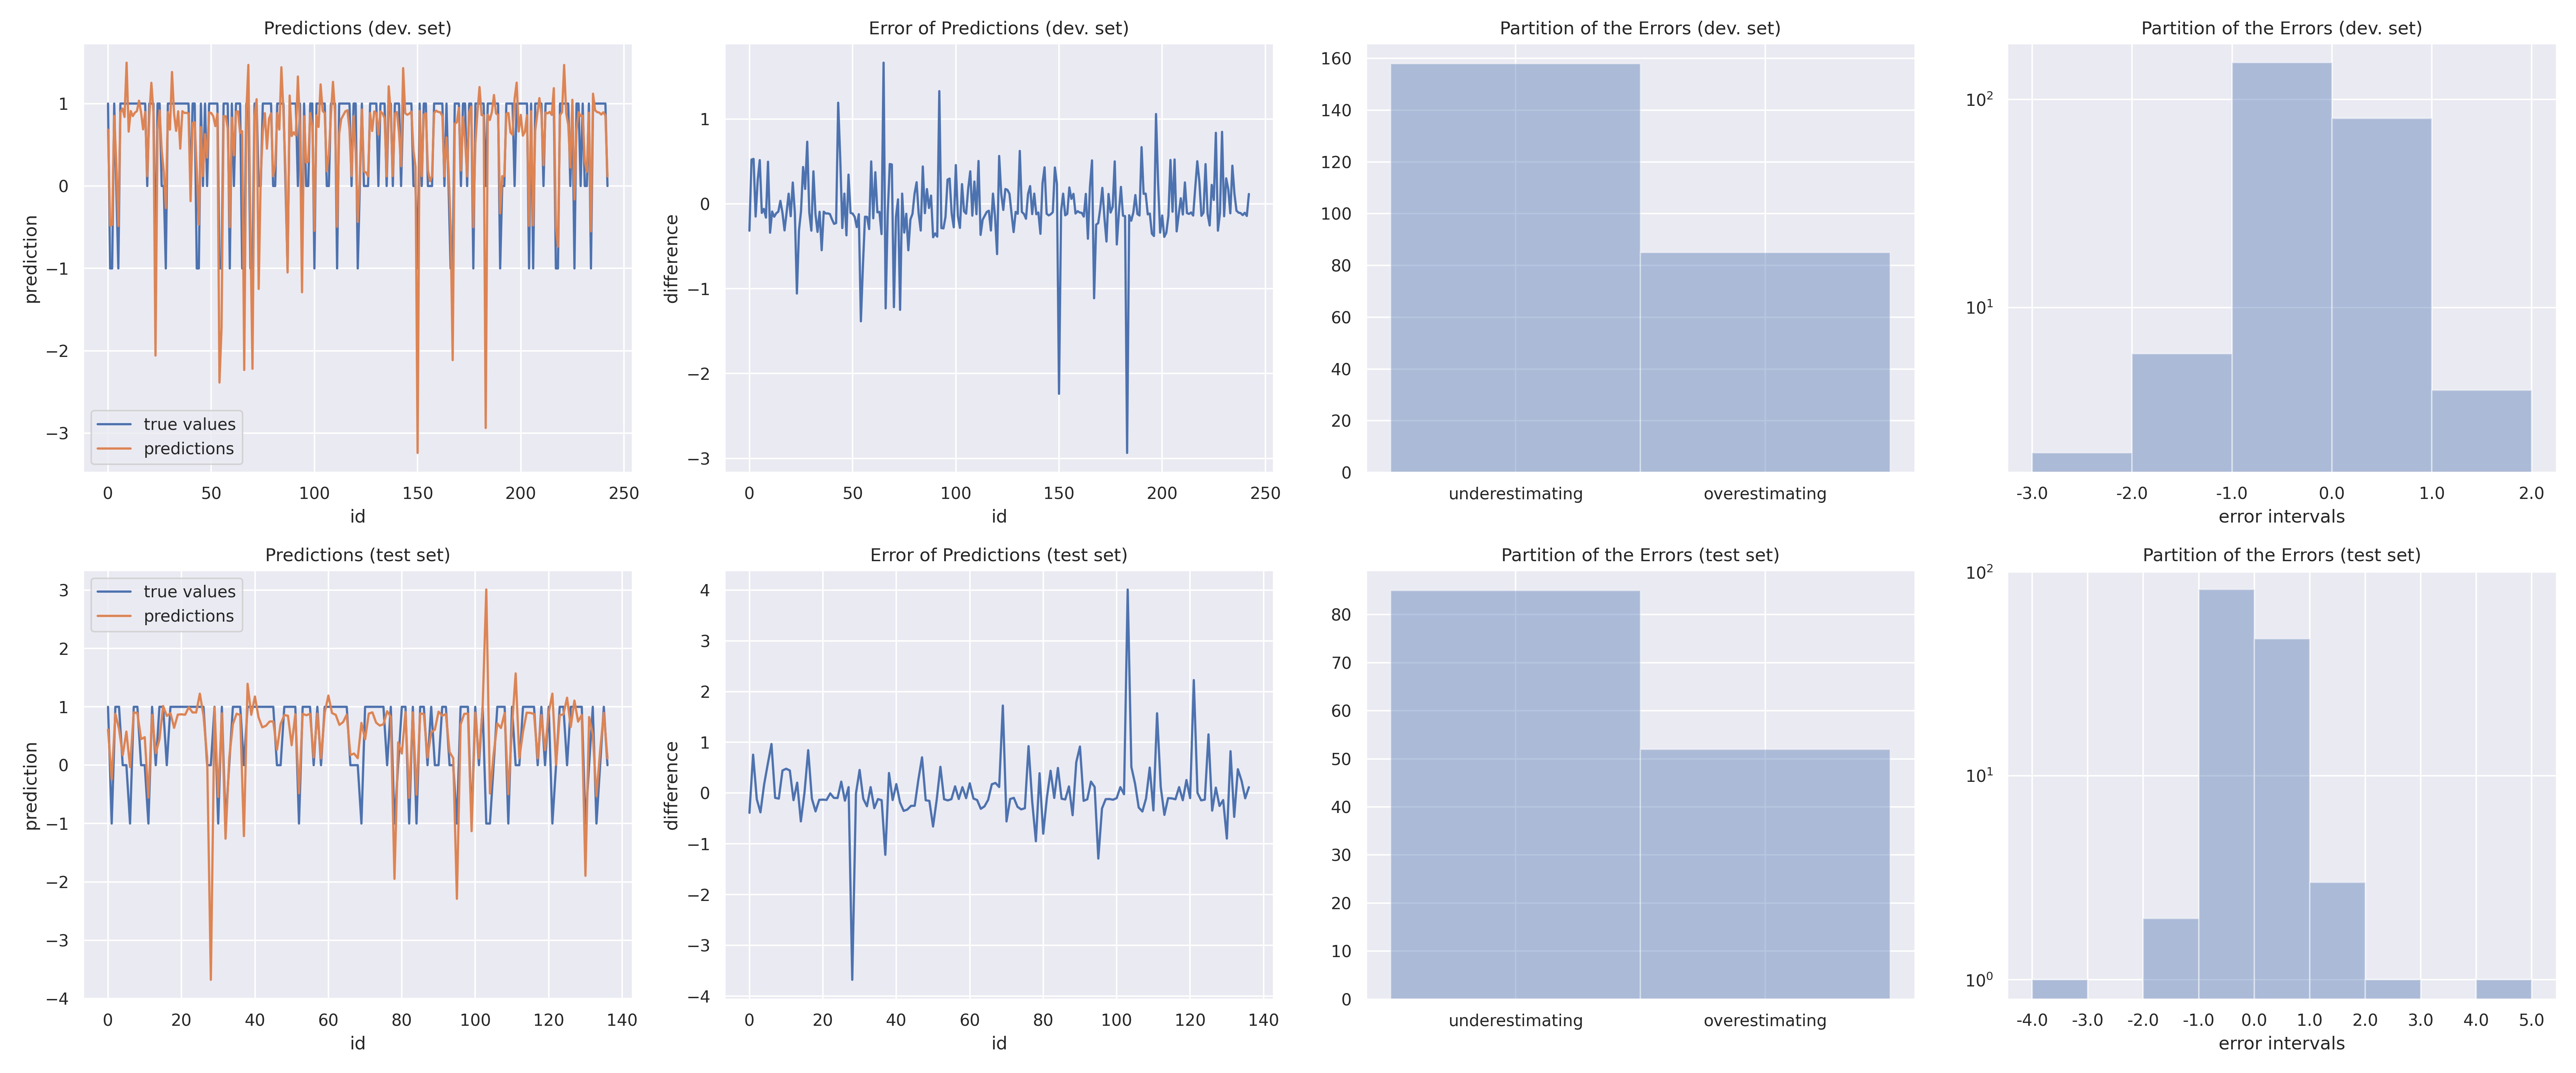 Predictions (dev. set)
prediction
1
0
−1
−2
−3
true values
predictions
0 50 100 150 200 250
id
Error of Predictions (dev. set)
difference
1
0
−1
−2
−3
0 50 100 150 200 250
id
Partition of the Errors (dev. set)
160
140
120
100
80
60
40
20
0
underestimating overestimating
Partition of the Errors (dev. set)
10²
10¹
-3.0 -2.0 -1.0 0.0 1.0 2.0
error intervals
Predictions (test set)
prediction
3
2
1
0
−1
−2
−3
−4
true values
predictions
0 20 40 60 80 100 120 140
id
Error of Predictions (test set)
difference
4
3
2
1
0
−1
−2
−3
−4
0 20 40 60 80 100 120 140
id
Partition of the Errors (test set)
80
70
60
50
40
30
20
10
0
underestimating overestimating
Partition of the Errors (test set)
10²
10¹
10⁰
-4.0 -3.0 -2.0 -1.0 0.0 1.0 2.0 3.0 4.0 5.0
error intervals